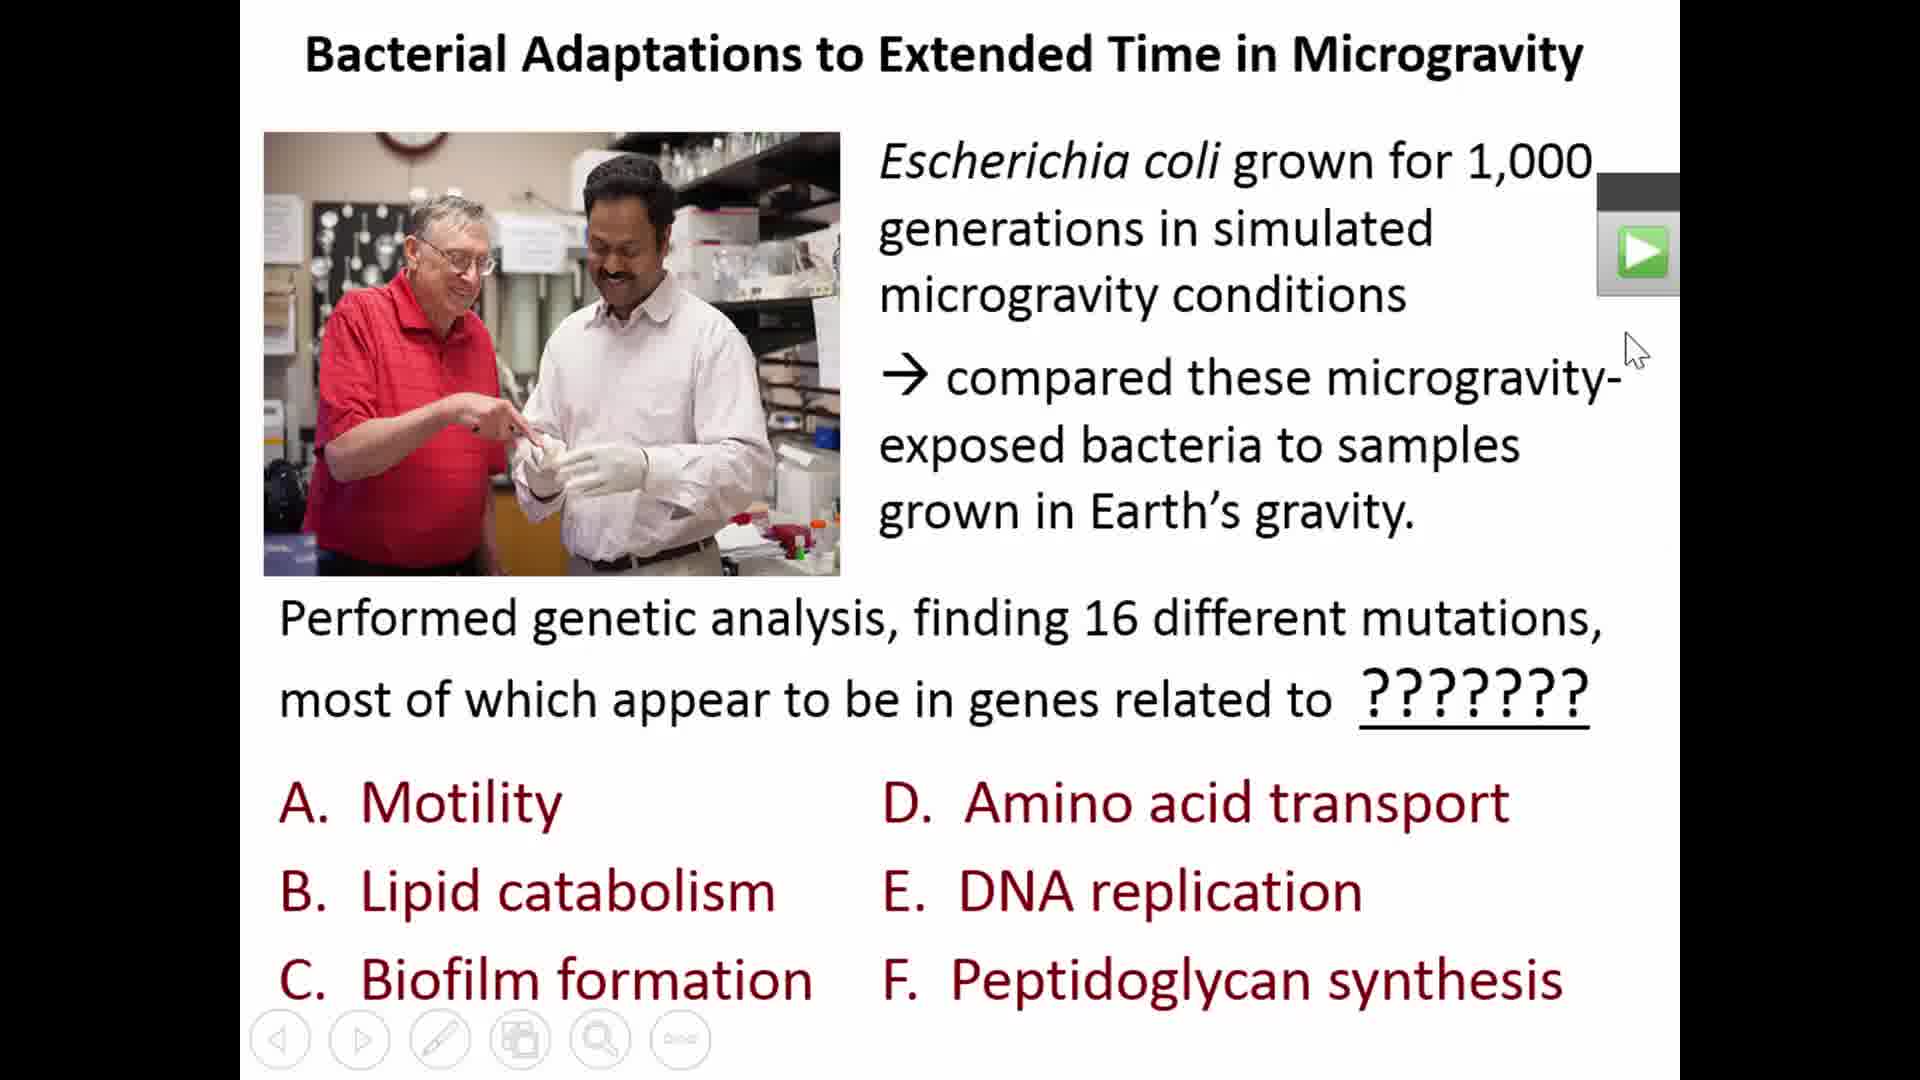 Bacterial Adaptations to Extended Time in Microgravity
Escherichia coli grown for 1,000
generations in simulated
microgravity conditions
→ compared these microgravity-
exposed bacteria to samples
grown in Earth’s gravity.
Performed genetic analysis, finding 16 different mutations,
most of which appear to be in genes related to ???????
A. Motility
B. Lipid catabolism
C. Biofilm formation
D. Amino acid transport
E. DNA replication
F. Peptidoglycan synthesis